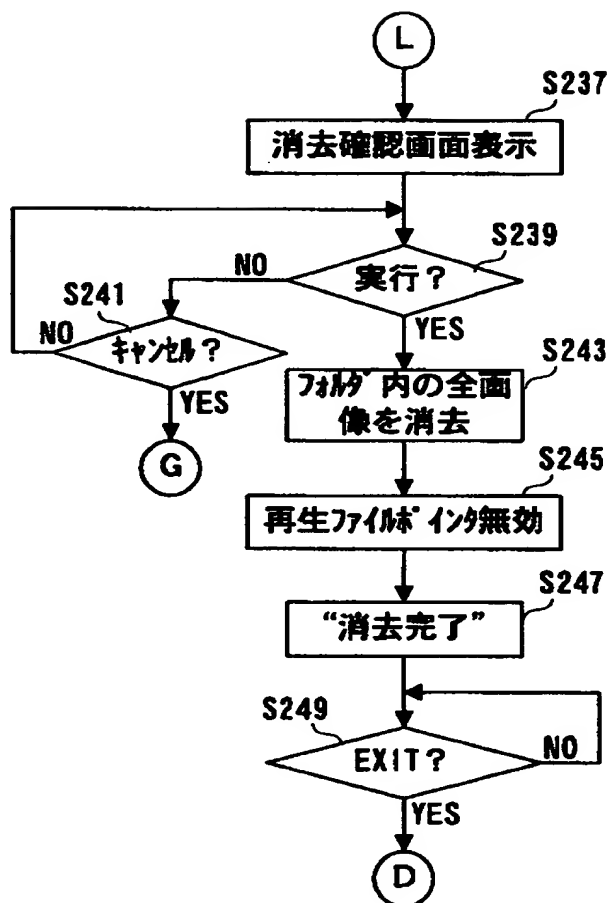 L
S237
消去確認画面表示
S239
NO
実行？
S241
YES
NO
キャンセル？
S243
YES
フォルダ内の全画
像を消去
G
S245
再生ファイルポインタ無効
S247
“消去完了”
S249
EXIT？
NO
YES
D